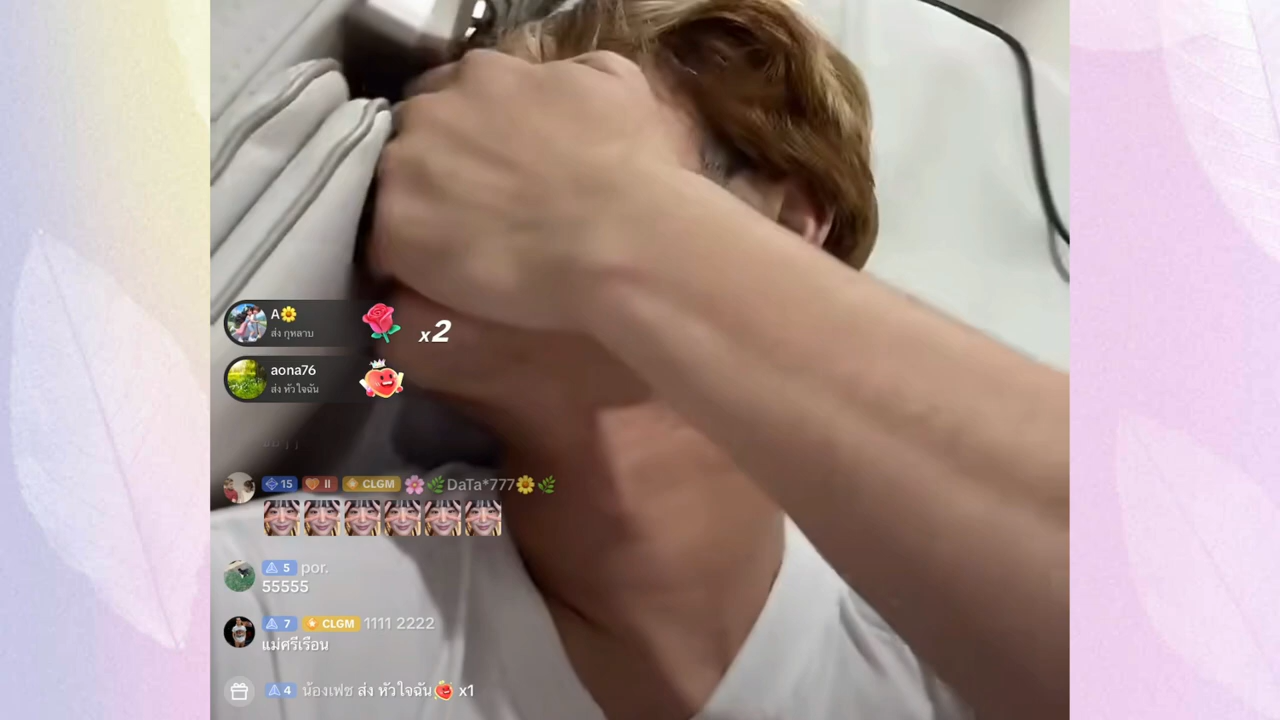 A🌼
ส่ง กุหลาบ
x2
aona76
ส่ง หัวใจฉัน
15 II CLGM 🌸🌿DaTa*777🌼🌿
5 por.
55555
7 CLGM 1111 2222
แม่ศรีเรือน
4 น้องเฟช ส่ง หัวใจฉัน x1